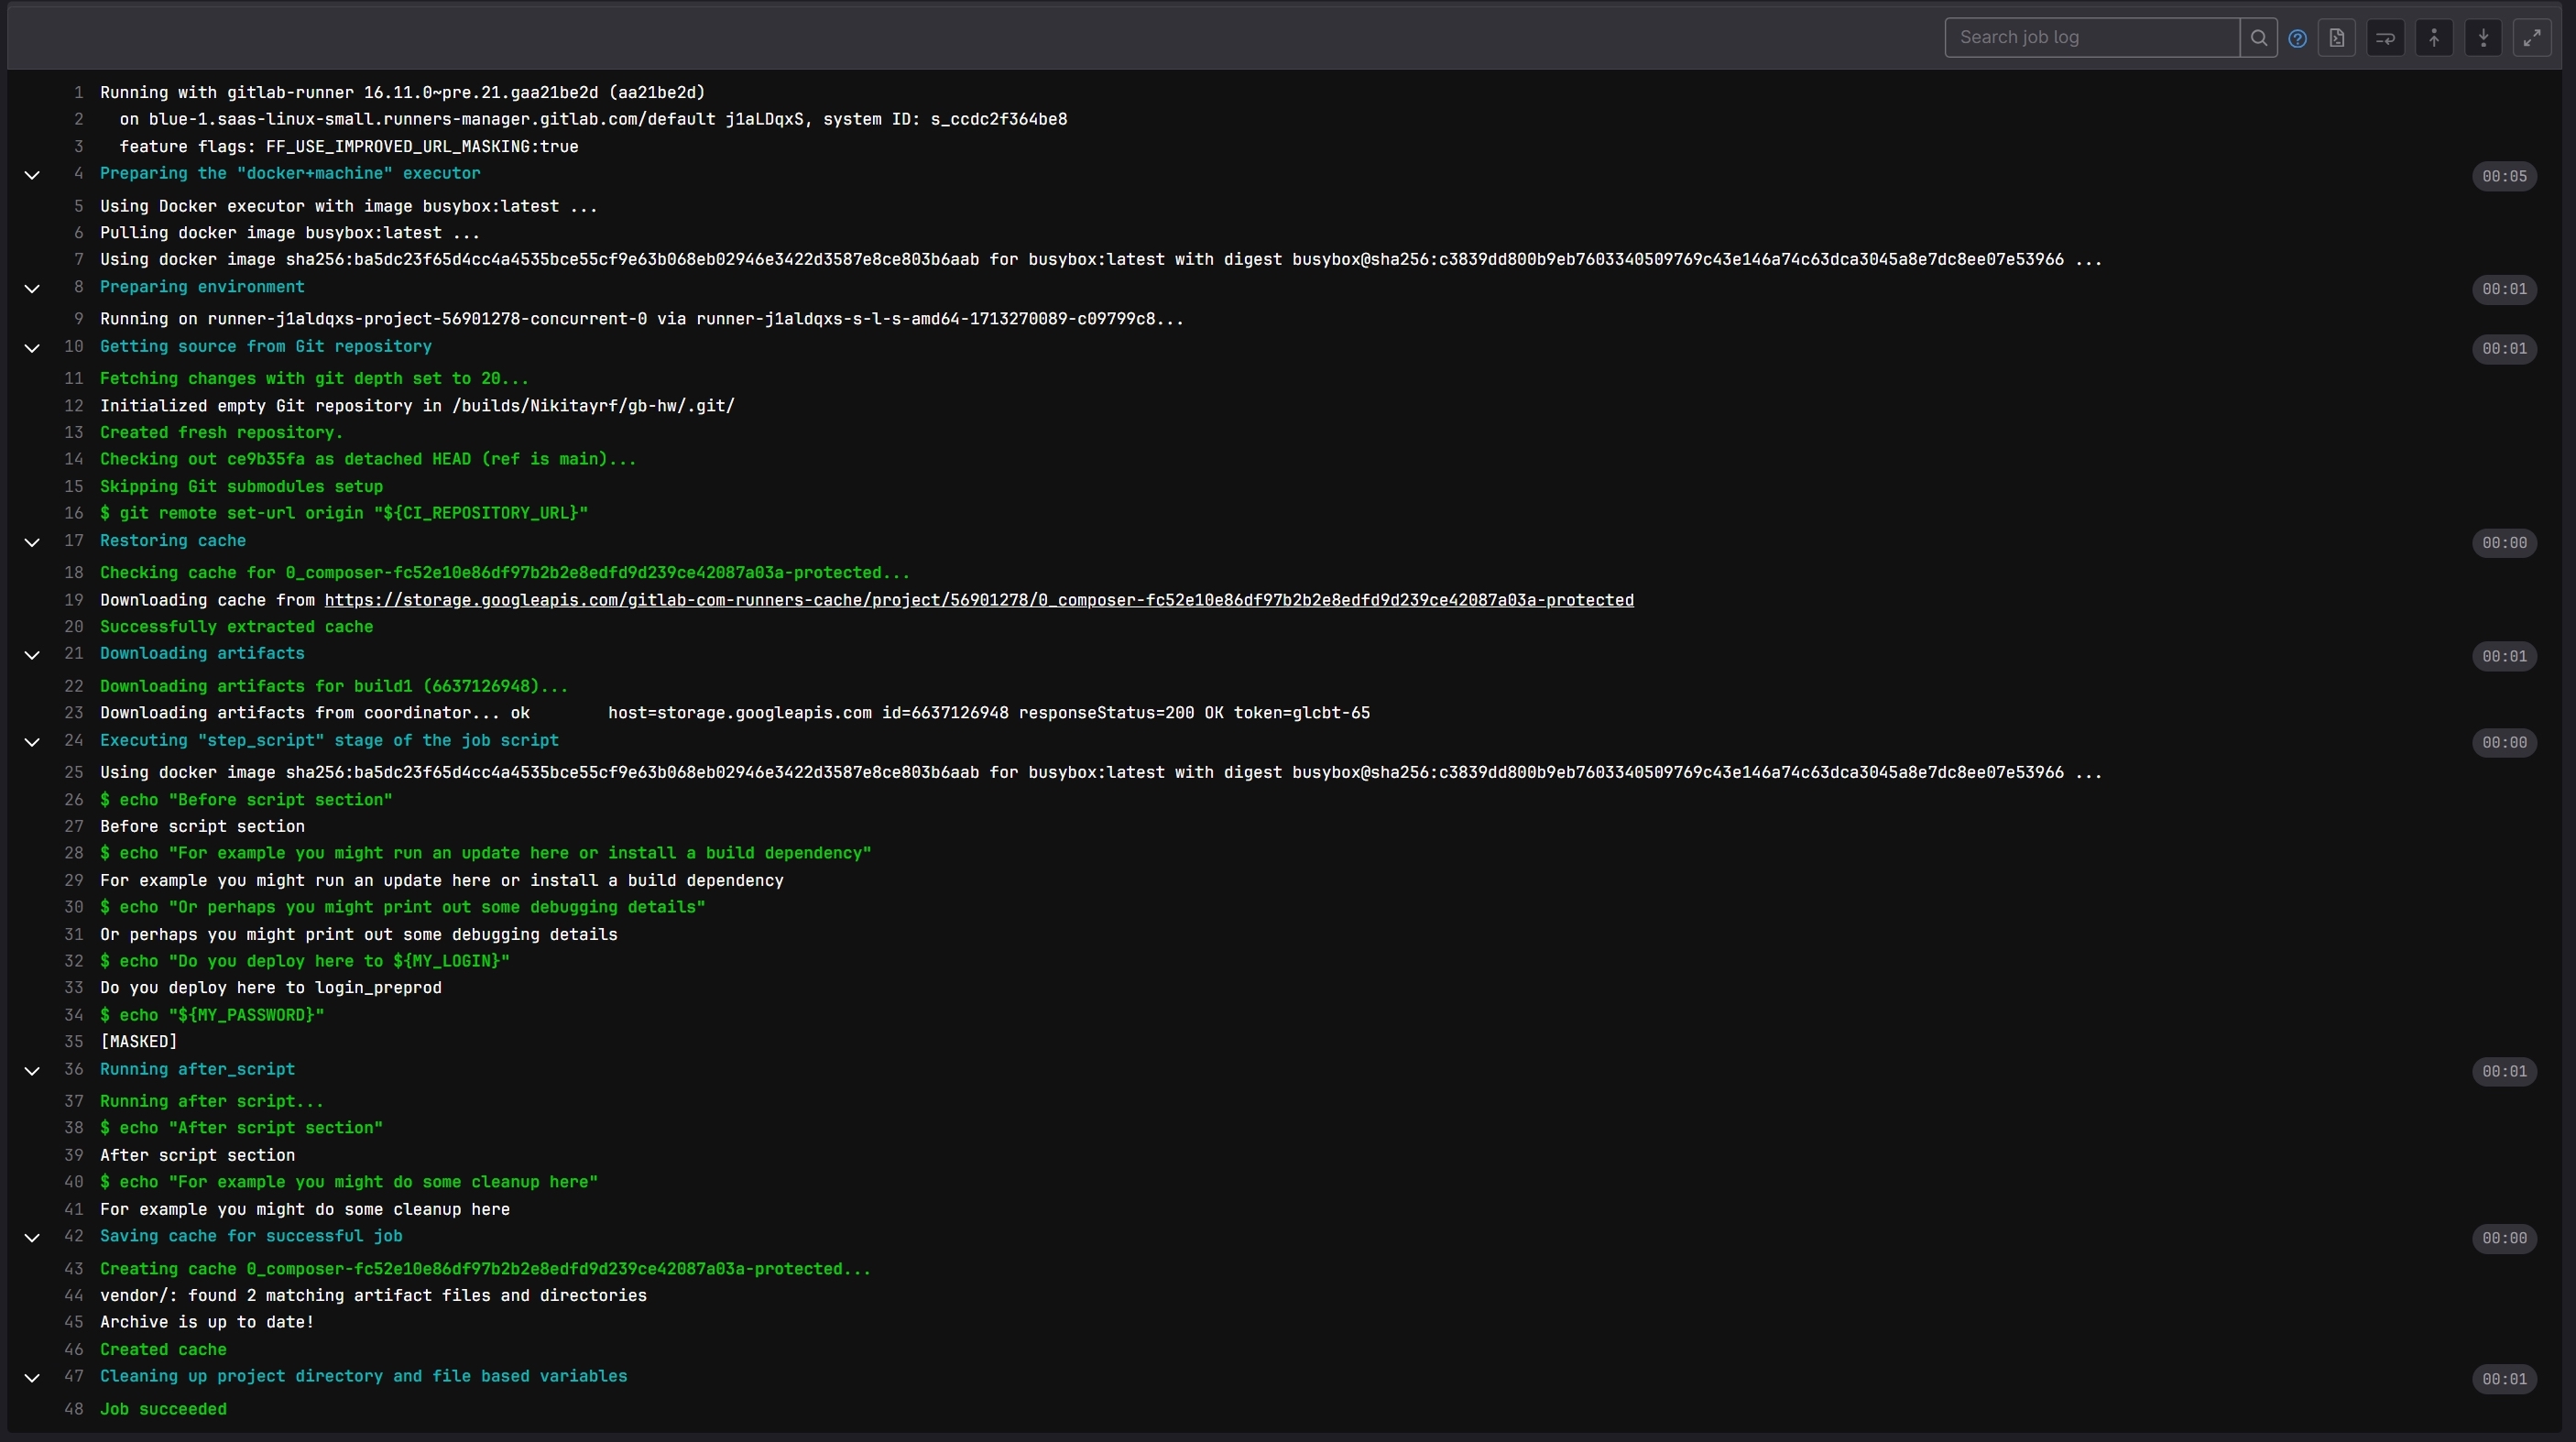 Search job log
1 Running with gitlab-runner 16.11.0~pre.21.gaa21be2d (aa21be2d)
2 on blue-1.saas-linux-small.runners-manager.gitlab.com/default j1aLDqxS, system ID: s_ccdc2f364be8
3 feature flags: FF_USE_IMPROVED_URL_MASKING:true
4 Preparing the "docker+machine" executor 00:05
5 Using Docker executor with image busybox:latest ...
6 Pulling docker image busybox:latest ...
7 Using docker image sha256:ba5dc23f65d4cc4a4535bce55cf9e63b068eb02946e3422d3587e8ce803b6aab for busybox:latest with digest busybox@sha256:c3839dd800b9eb7603340509769c43e146a74c63dca3045a8e7dc8ee07e53966 ...
8 Preparing environment 00:01
9 Running on runner-j1aldqxs-project-56901278-concurrent-0 via runner-j1aldqxs-s-l-s-amd64-1713270089-c09799c8...
10 Getting source from Git repository 00:01
11 Fetching changes with git depth set to 20...
12 Initialized empty Git repository in /builds/Nikitayrf/gb-hw/.git/
13 Created fresh repository.
14 Checking out ce9b35fa as detached HEAD (ref is main)...
15 Skipping Git submodules setup
16 $ git remote set-url origin "${CI_REPOSITORY_URL}"
17 Restoring cache 00:00
18 Checking cache for 0_composer-fc52e10e86df97b2b2e8edfd9d239ce42087a03a-protected...
19 Downloading cache from https://storage.googleapis.com/gitlab-com-runners-cache/project/56901278/0_composer-fc52e10e86df97b2b2e8edfd9d239ce42087a03a-protected
20 Successfully extracted cache
21 Downloading artifacts 00:01
22 Downloading artifacts for build1 (6637126948)...
23 Downloading artifacts from coordinator... ok        host=storage.googleapis.com id=6637126948 responseStatus=200 OK token=glcbt-65
24 Executing "step_script" stage of the job script 00:00
25 Using docker image sha256:ba5dc23f65d4cc4a4535bce55cf9e63b068eb02946e3422d3587e8ce803b6aab for busybox:latest with digest busybox@sha256:c3839dd800b9eb7603340509769c43e146a74c63dca3045a8e7dc8ee07e53966 ...
26 $ echo "Before script section"
27 Before script section
28 $ echo "For example you might run an update here or install a build dependency"
29 For example you might run an update here or install a build dependency
30 $ echo "Or perhaps you might print out some debugging details"
31 Or perhaps you might print out some debugging details
32 $ echo "Do you deploy here to ${MY_LOGIN}"
33 Do you deploy here to login_preprod
34 $ echo "${MY_PASSWORD}"
35 [MASKED]
36 Running after_script 00:01
37 Running after script...
38 $ echo "After script section"
39 After script section
40 $ echo "For example you might do some cleanup here"
41 For example you might do some cleanup here
42 Saving cache for successful job 00:00
43 Creating cache 0_composer-fc52e10e86df97b2b2e8edfd9d239ce42087a03a-protected...
44 vendor/: found 2 matching artifact files and directories
45 Archive is up to date!
46 Created cache
47 Cleaning up project directory and file based variables 00:01
48 Job succeeded